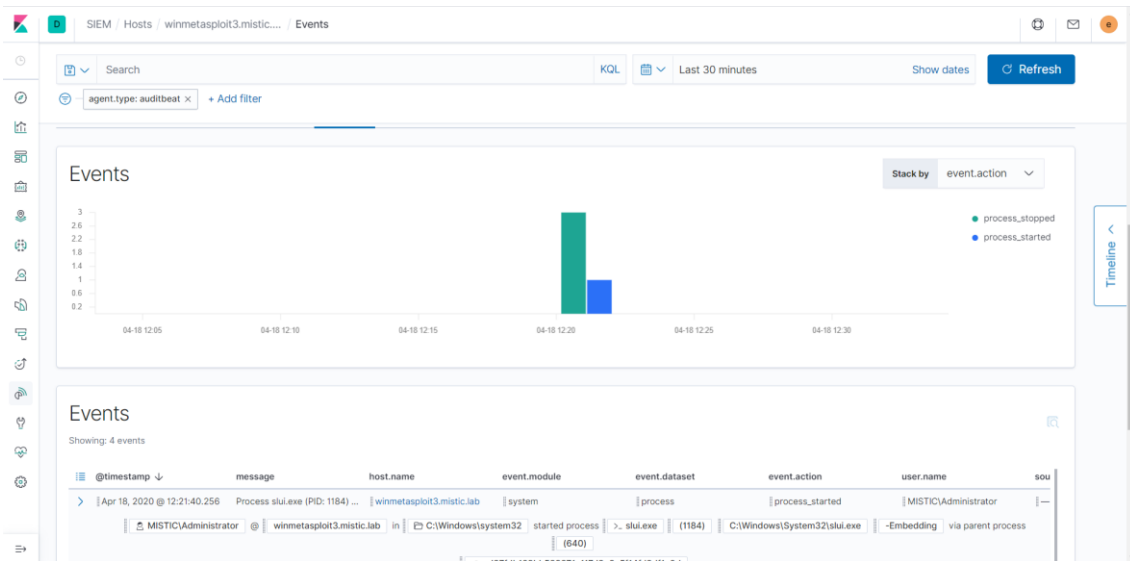 D SIEM / Hosts / winmetasploit3.mistic.... / Events e
Search KQL Last 30 minutes Show dates Refresh
agent.type: auditbeat × + Add filter
Events
Stack by event.action
3
2.6
2.2
1.8
1.4
1
0.6
0.2
04-18 12:05 04-18 12:10 04-18 12:15 04-18 12:20 04-18 12:25 04-18 12:30
process_stopped
process_started
Timeline
Events
Showing: 4 events
@timestamp message host.name event.module event.dataset event.action user.name sou
Apr 18, 2020 @ 12:21:40.256 Process slui.exe (PID: 1184) ... winmetasploit3.mistic.lab system process process_started MISTIC\Administrator —
MISTIC\Administrator @ winmetasploit3.mistic.lab in C:\Windows\system32 started process >_ slui.exe (1184) C:\Windows\System32\slui.exe -Embedding via parent process
(640)